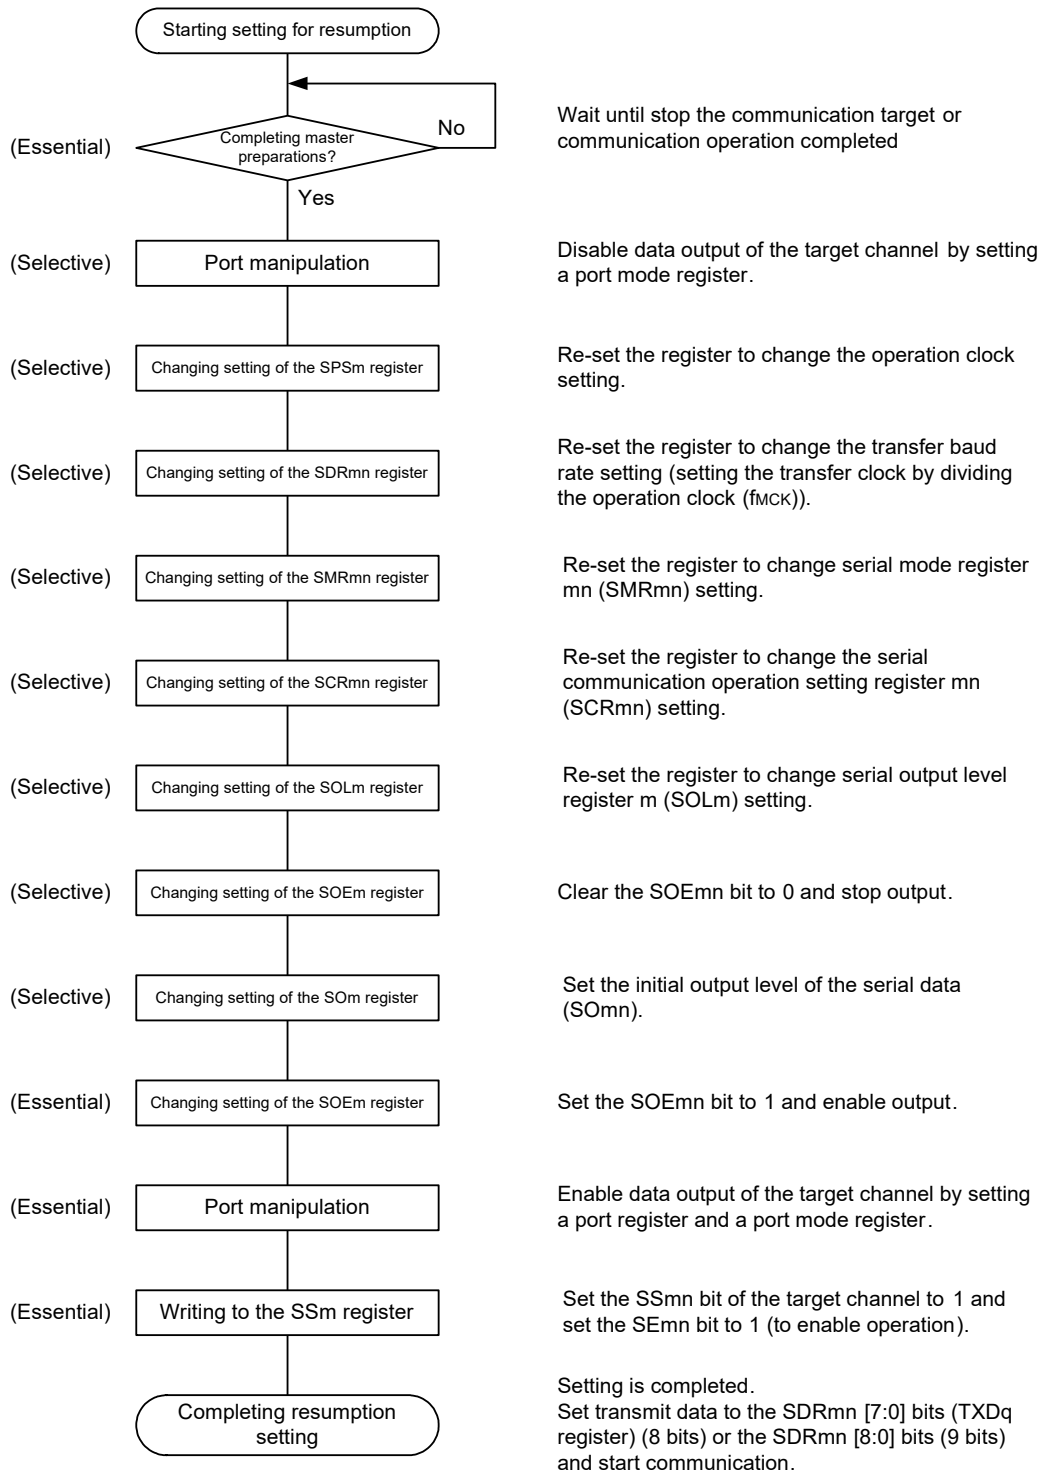 Starting setting for resumption
Wait until stop the communication target or
communication operation completed
(Essential)
Completing master
preparations?
No
Yes
(Selective)
Port manipulation
Disable data output of the target channel by setting
a port mode register.
(Selective)
Changing setting of the SPSm register
Re-set the register to change the operation clock
setting.
(Selective)
Changing setting of the SDRmn register
Re-set the register to change the transfer baud
rate setting (setting the transfer clock by dividing
the operation clock (fMCK)).
(Selective)
Changing setting of the SMRmn register
Re-set the register to change serial mode register
mn (SMRmn) setting.
(Selective)
Changing setting of the SCRmn register
Re-set the register to change the serial
communication operation setting register mn
(SCRmn) setting.
(Selective)
Changing setting of the SOLm register
Re-set the register to change serial output level
register m (SOLm) setting.
(Selective)
Changing setting of the SOEm register
Clear the SOEmn bit to 0 and stop output.
(Selective)
Changing setting of the SOm register
Set the initial output level of the serial data
(SOmn).
(Essential)
Changing setting of the SOEm register
Set the SOEmn bit to 1 and enable output.
(Essential)
Port manipulation
Enable data output of the target channel by setting
a port register and a port mode register.
(Essential)
Writing to the SSm register
Set the SSmn bit of the target channel to 1 and
set the SEmn bit to 1 (to enable operation).
Completing resumption
setting
Setting is completed.
Set transmit data to the SDRmn [7:0] bits (TXDq
register) (8 bits) or the SDRmn [8:0] bits (9 bits)
and start communication.